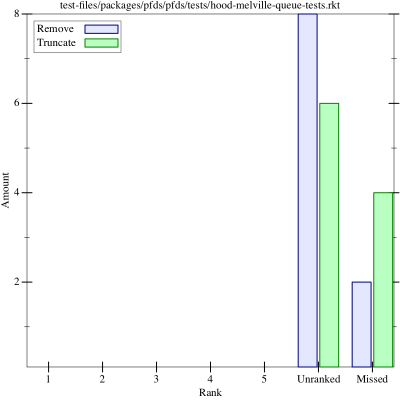 test-files/packages/pfds/pfds/tests/hood-melville-queue-tests.rkt
Remove
Truncate
8
6
4
2
Amount
1 2 3 4 5 Unranked Missed
Rank